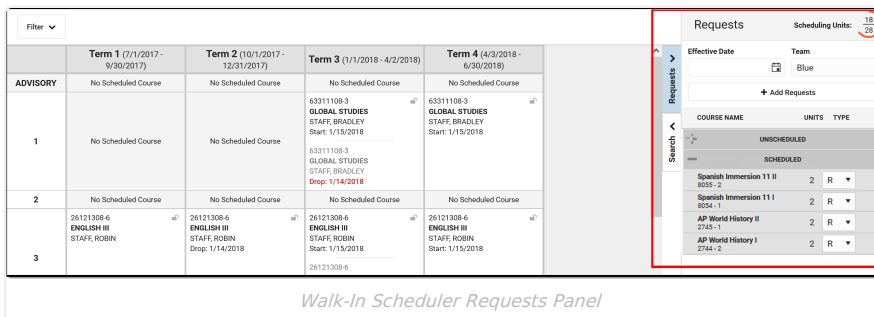 Filter
Term 1 (7/1/2017 -
9/30/2017)
Term 2 (10/1/2017 -
12/31/2017)
Term 3 (1/1/2018 - 4/2/2018)
Term 4 (4/3/2018 -
6/30/2018)
ADVISORY
No Scheduled Course
No Scheduled Course
No Scheduled Course
No Scheduled Course
1
No Scheduled Course
No Scheduled Course
63311108-3
GLOBAL STUDIES
STAFF, BRADLEY
Start: 1/15/2018
63311108-3
GLOBAL STUDIES
STAFF, BRADLEY
Drop: 1/14/2018
63311108-3
GLOBAL STUDIES
STAFF, BRADLEY
Start: 1/15/2018
2
No Scheduled Course
No Scheduled Course
No Scheduled Course
No Scheduled Course
3
26121308-6
ENGLISH III
STAFF, ROBIN
26121308-6
ENGLISH III
STAFF, ROBIN
Drop: 1/14/2018
26121308-6
ENGLISH III
STAFF, ROBIN
Start: 1/15/2018
26121308-6
26121308-6
ENGLISH III
STAFF, ROBIN
Start: 1/15/2018
Requests
Search
Requests
Scheduling Units:
18
28
Effective Date
Team
Blue
+ Add Requests
COURSE NAME UNITS TYPE
UNSCHEDULED
SCHEDULED
Spanish Immersion 11 II
8055 - 2
2 R
Spanish Immersion 11 I
8054 - 1
2 R
AP World History II
2745 - 1
2 R
AP World History I
2744 - 2
2 R
Walk-In Scheduler Requests Panel